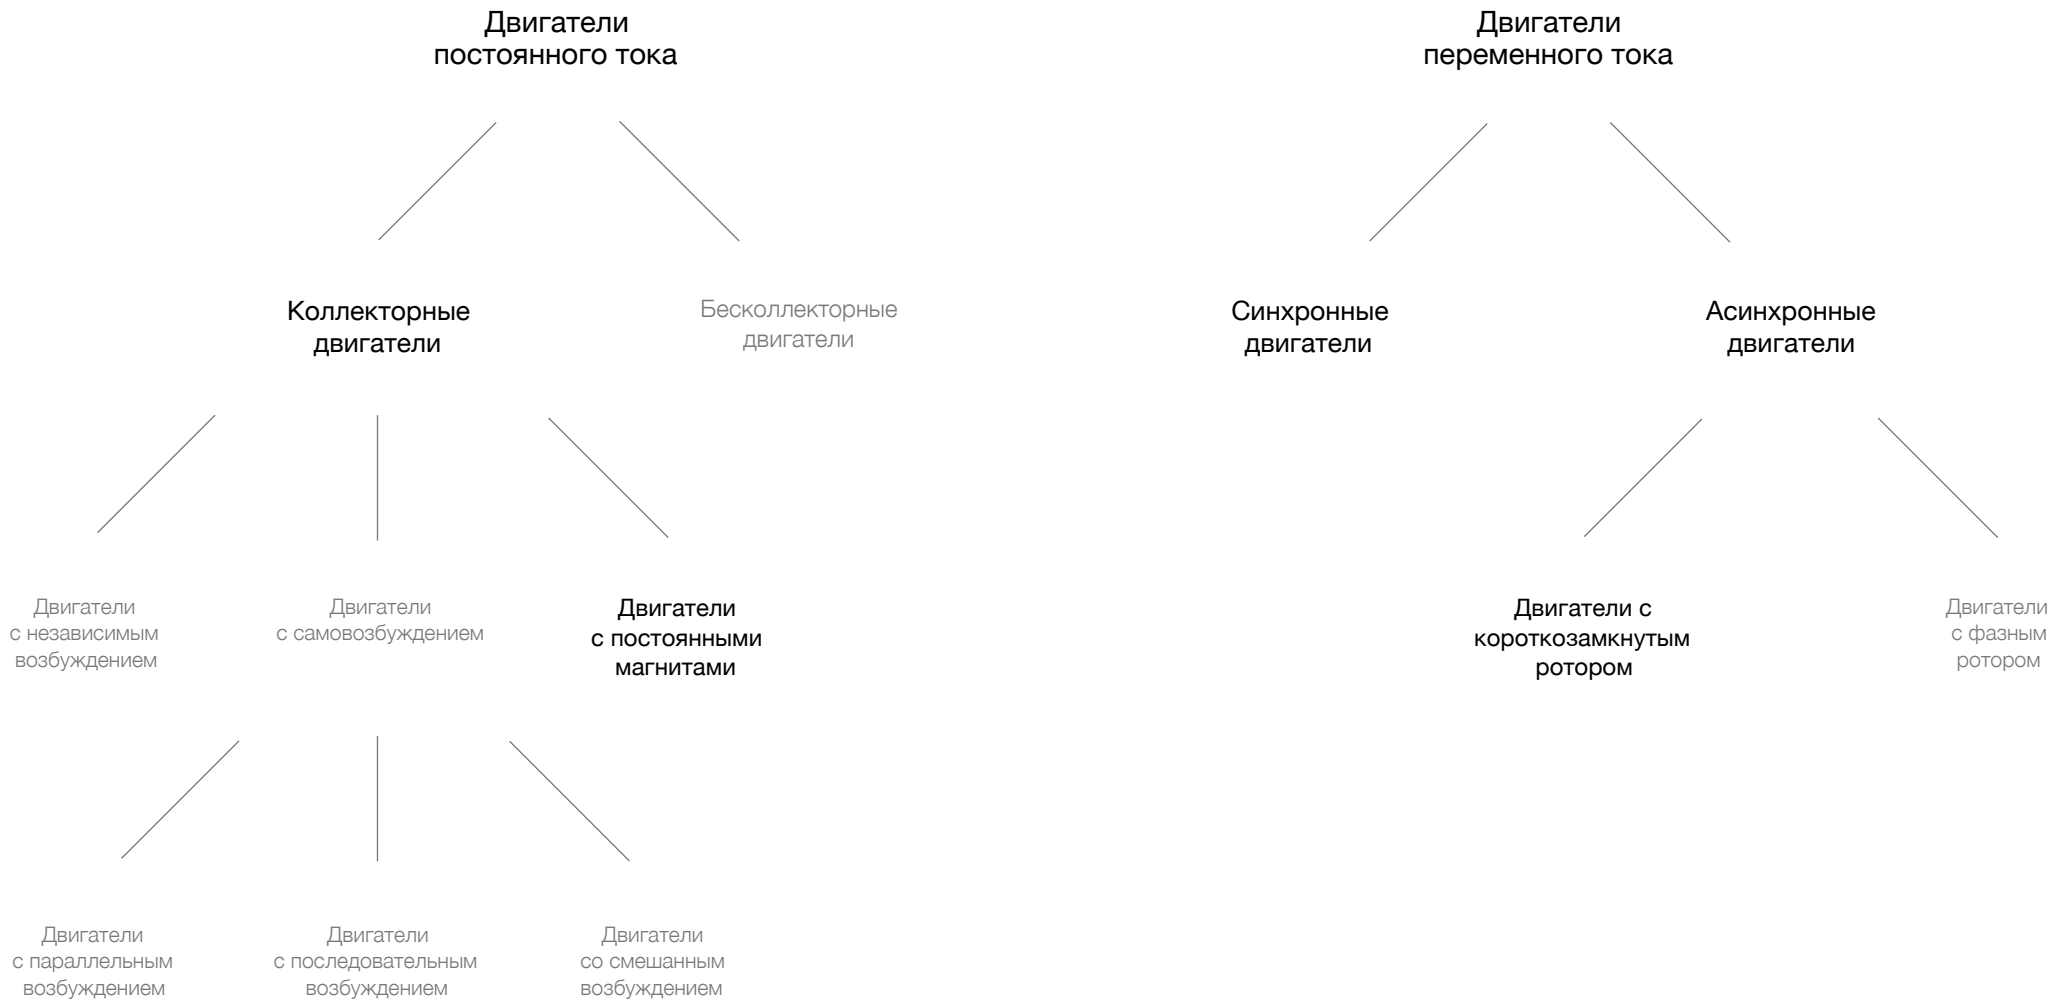 Двигатели
постоянного тока
Двигатели
переменного тока
Коллекторные
двигатели
Бесколлекторные
двигатели
Синхронные
двигатели
Асинхронные
двигатели
Двигатели
с независимым
возбуждением
Двигатели
с самовозбуждением
Двигатели
с постоянными
магнитами
Двигатели с
короткозамкнутым
ротором
Двигатели
с фазным
ротором
Двигатели
с параллельным
возбуждением
Двигатели
с последовательным
возбуждением
Двигатели
со смешанным
возбуждением